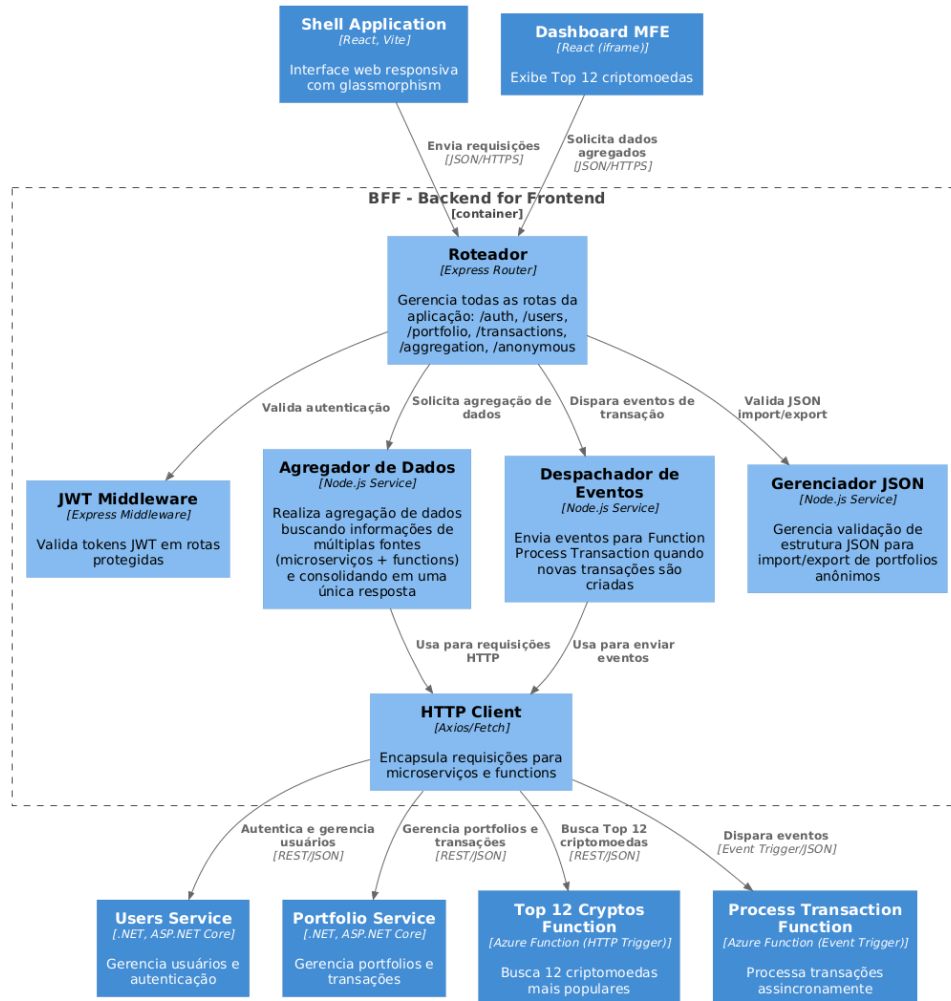 Shell Application
[React, Vite]
Interface web responsiva
com glassmorphism
Dashboard MFE
[React (iframe)]
Exibe Top 12 criptomoedas
Envia requisições
[JSON/HTTPS]
Solicita dados
agregados
[JSON/HTTPS]
BFF - Backend for Frontend
[container]
Roteador
[Express Router]
Gerencia todas as rotas da
aplicação: /auth, /users,
/portfolio, /transactions,
/aggregation, /anonymous
Valida autenticação
Solicita agregação de
dados
Dispara eventos de
transação
Valida JSON
import/export
JWT Middleware
[Express Middleware]
Valida tokens JWT em rotas
protegidas
Agregador de Dados
[Node.js Service]
Realiza agregação de dados
buscando informações de
múltiplas fontes
(microserviços + functions)
e consolidando em uma
única resposta
Despachador de
Eventos
[Node.js Service]
Envia eventos para Function
Process Transaction quando
novas transações são
criadas
Gerenciador JSON
[Node.js Service]
Gerencia validação de
estrutura JSON para
import/export de portfolios
anônimos
Usa para requisições
HTTP
Usa para enviar
eventos
HTTP Client
[Axios/Fetch]
Encapsula requisições para
microserviços e functions
Autentica e gerencia
usuários
[REST/JSON]
Gerencia portfolios e
transações
[REST/JSON]
Busca Top 12
criptomoedas
[REST/JSON]
Dispara eventos
[Event Trigger/JSON]
Users Service
[.NET, ASP.NET Core]
Gerencia usuários e
autenticação
Portfolio Service
[.NET, ASP.NET Core]
Gerencia portfolios e
transações
Top 12 Cryptos
Function
[Azure Function (HTTP Trigger)]
Busca 12 criptomoedas
mais populares
Process Transaction
Function
[Azure Function (Event Trigger)]
Processa transações
assincronamente